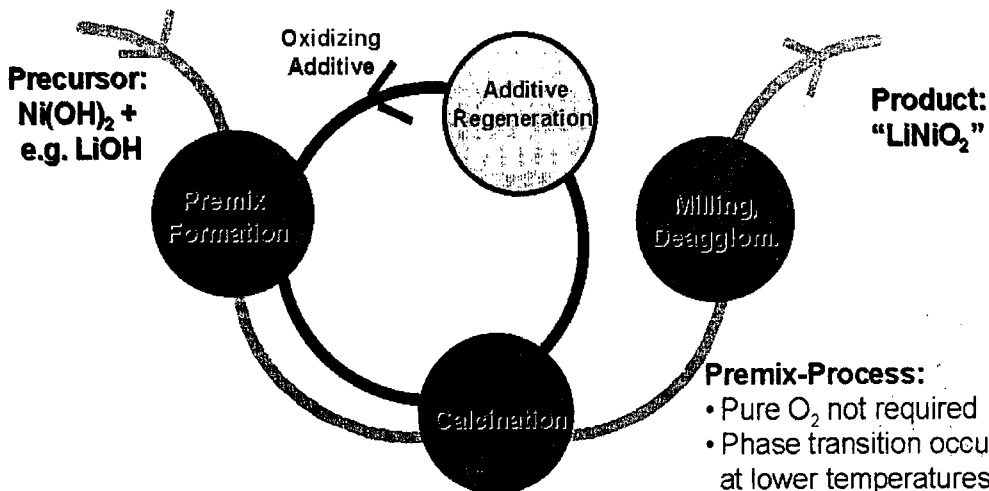 Oxidizing
Additive
Precursor:
Ni(OH)₂ +
e.g. LiOH
Additive
Regeneration
Product:
“LiNiO₂”
Premix
Formation
Milling,
Deagglom.
Calcination
Premix-Process:
• Pure O₂ not required
• Phase transition occu
at lower temperatures